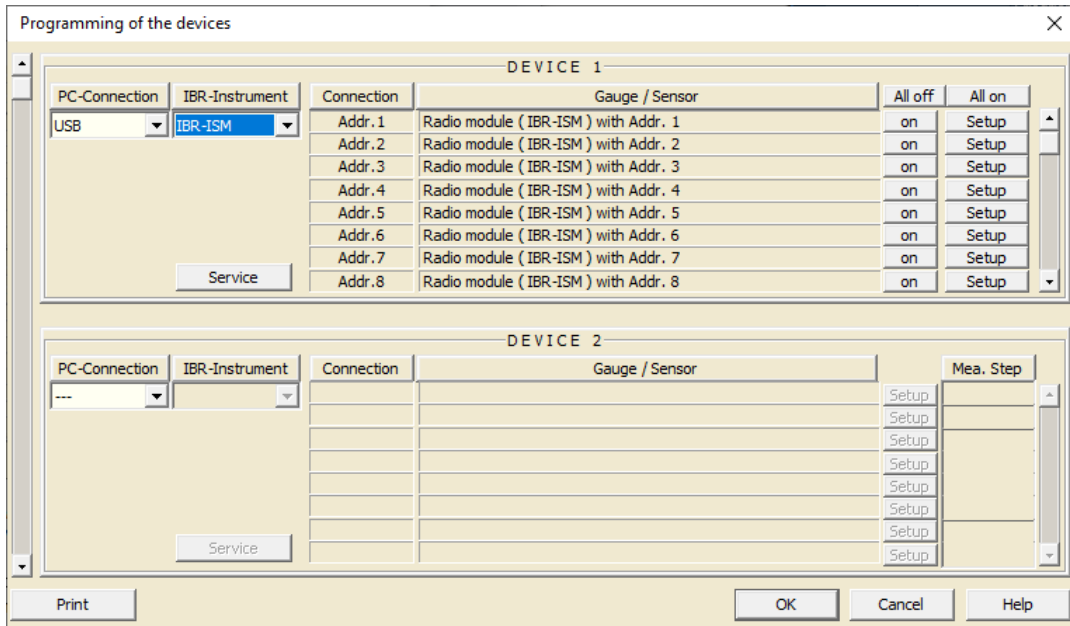 Programming of the devices
DEVICE 1
PC-Connection IBR-Instrument Connection Gauge / Sensor All off All on
USB IBR-ISM Addr.1 Radio module ( IBR-ISM ) with Addr. 1 on Setup
Addr.2 Radio module ( IBR-ISM ) with Addr. 2 on Setup
Addr.3 Radio module ( IBR-ISM ) with Addr. 3 on Setup
Addr.4 Radio module ( IBR-ISM ) with Addr. 4 on Setup
Addr.5 Radio module ( IBR-ISM ) with Addr. 5 on Setup
Addr.6 Radio module ( IBR-ISM ) with Addr. 6 on Setup
Addr.7 Radio module ( IBR-ISM ) with Addr. 7 on Setup
Service Addr.8 Radio module ( IBR-ISM ) with Addr. 8 on Setup
DEVICE 2
PC-Connection IBR-Instrument Connection Gauge / Sensor Mea. Step
--- Setup
Setup
Setup
Setup
Setup
Setup
Setup
Service Setup
Print OK Cancel Help